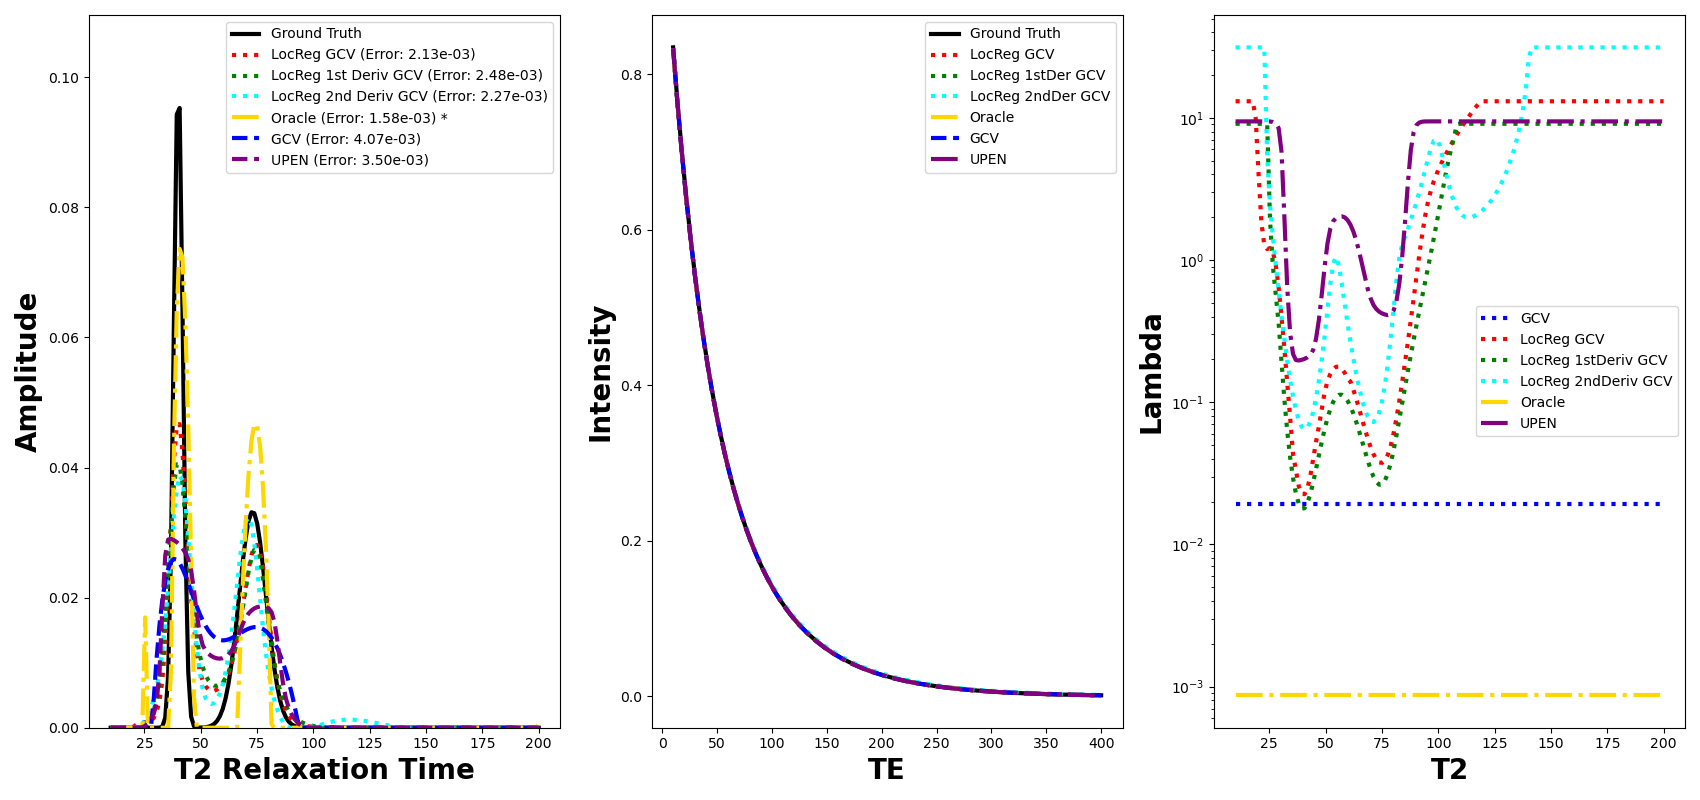 Amplitude
0.10
0.08
0.06
0.04
0.02
0.00
Ground Truth
LocReg GCV (Error: 2.13e-03)
LocReg 1st Deriv GCV (Error: 2.48e-03)
LocReg 2nd Deriv GCV (Error: 2.27e-03)
Oracle (Error: 1.58e-03) *
GCV (Error: 4.07e-03)
UPEN (Error: 3.50e-03)
25 50 75 100 125 150 175 200
T2 Relaxation Time
Intensity
0.8
0.6
0.4
0.2
0.0
Ground Truth
LocReg GCV
LocReg 1stDer GCV
LocReg 2ndDer GCV
Oracle
GCV
UPEN
0 50 100 150 200 250 300 350 400
TE
Lambda
10¹
10⁰
10⁻¹
10⁻²
10⁻³
GCV
LocReg GCV
LocReg 1stDeriv GCV
LocReg 2ndDeriv GCV
Oracle
UPEN
25 50 75 100 125 150 175 200
T2